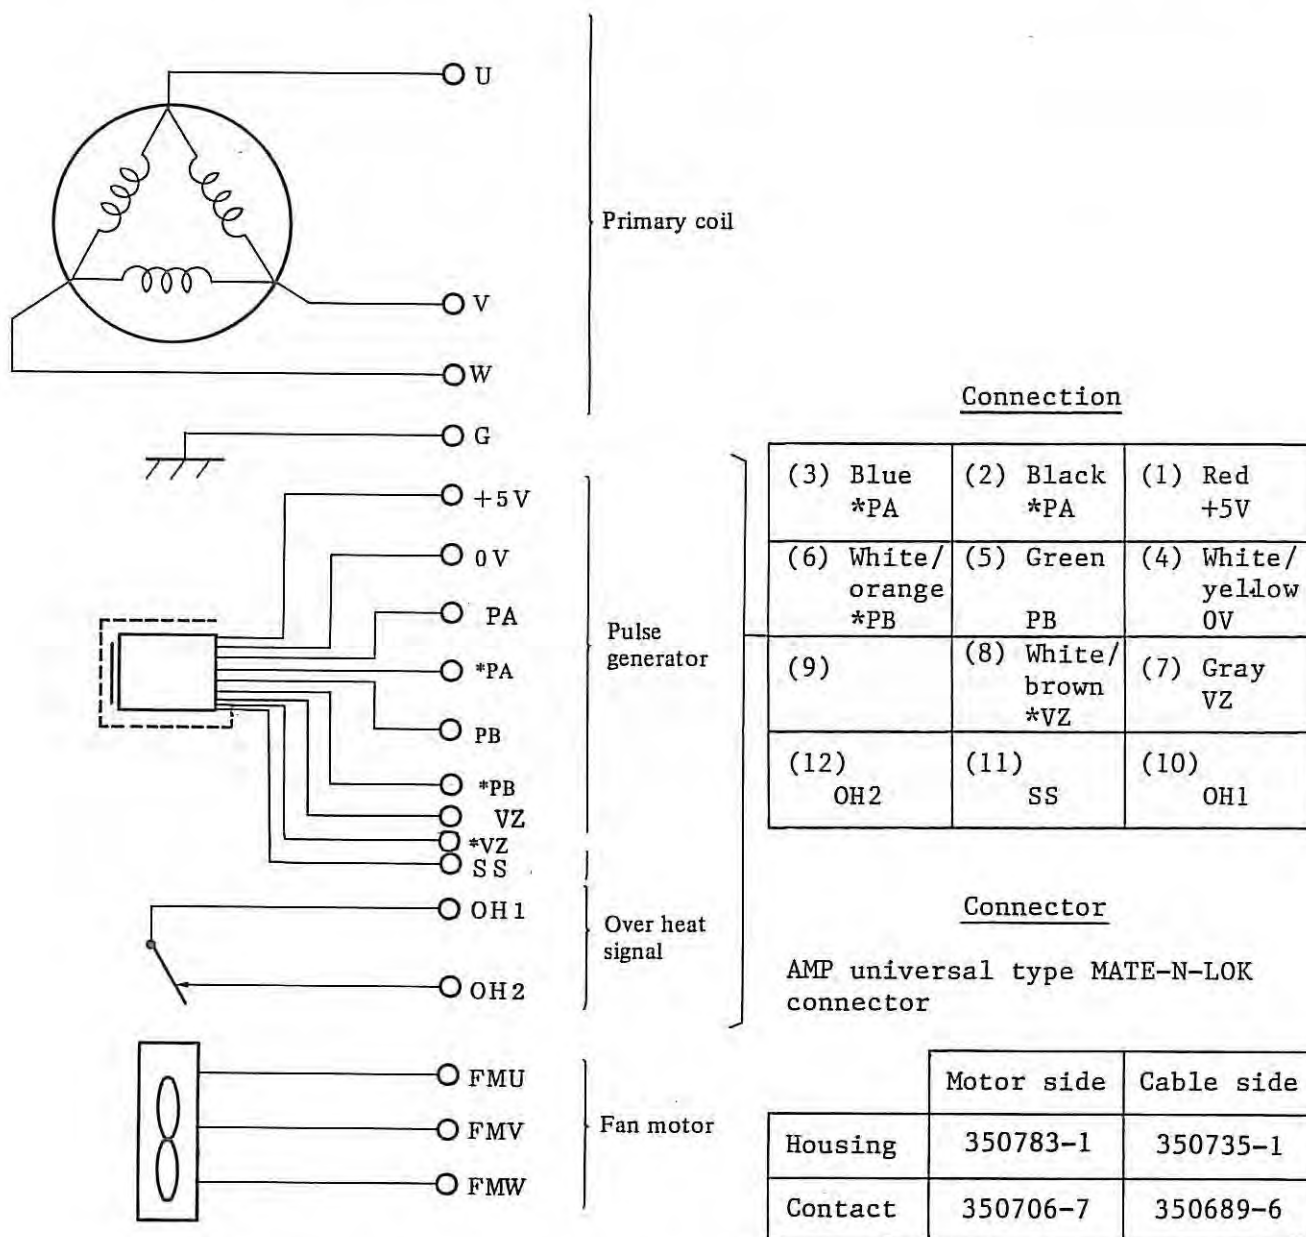 U
Primary coil
V
W
G
+5V
0V
PA
*PA
PB
*PB
VZ
*VZ
SS
Pulse
generator
OH1
OH2
Over heat
signal
FMU
FMV
FMW
Fan motor
Connection
(3) Blue
*PA
(2) Black
*PA
(1) Red
+5V
(6) White/
orange
*PB
(5) Green
PB
(4) White/
yellow
0V
(9)
(8) White/
brown
*VZ
(7) Gray
VZ
(12)
OH2
(11)
SS
(10)
OH1
Connector
AMP universal type MATE-N-LOK
connector
Motor side Cable side
Housing 350783-1 350735-1
Contact 350706-7 350689-6